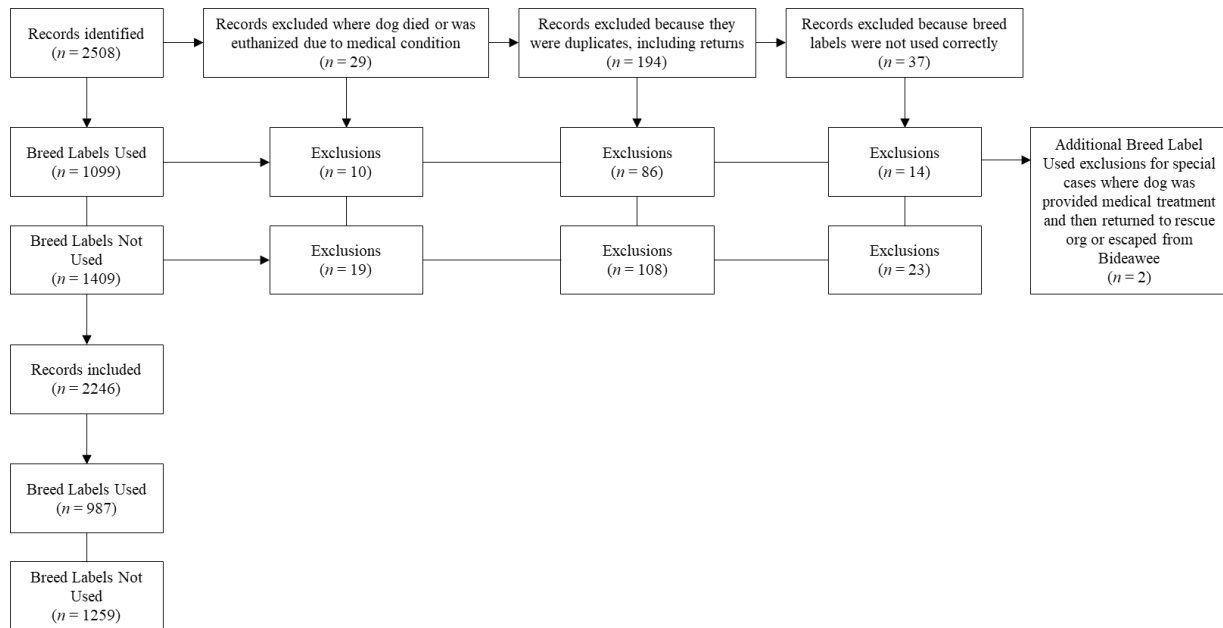 Records identified
(n = 2508)
Records excluded where dog died or was
euthanized due to medical condition
(n = 29)
Records excluded because they
were duplicates, including returns
(n = 194)
Records excluded because breed
labels were not used correctly
(n = 37)
Breed Labels Used
(n = 1099)
Exclusions
(n = 10)
Exclusions
(n = 86)
Exclusions
(n = 14)
Additional Breed Label
Used exclusions for special
cases where dog was
provided medical treatment
and then returned to rescue
org or escaped from
Bideawee
(n = 2)
Breed Labels Not
Used
(n = 1409)
Exclusions
(n = 19)
Exclusions
(n = 108)
Exclusions
(n = 23)
Records included
(n = 2246)
Breed Labels Used
(n = 987)
Breed Labels Not
Used
(n = 1259)